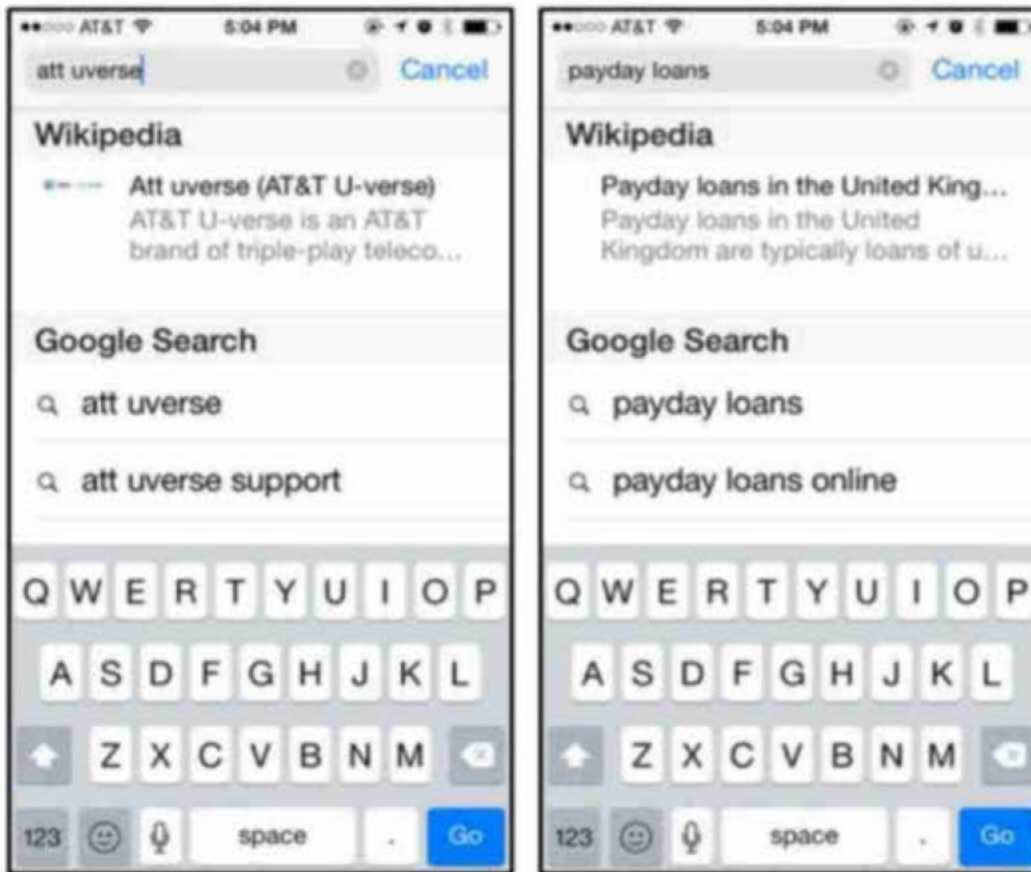 AT&T 5:04 PM
att uverse Cancel
Wikipedia
Att uverse (AT&T U-verse)
AT&T U-verse is an AT&T
brand of triple-play teleco...
Google Search
att uverse
att uverse support
Q W E R T Y U I O P
A S D F G H J K L
Z X C V B N M
123 space . Go
AT&T 5:04 PM
payday loans Cancel
Wikipedia
Payday loans in the United King...
Payday loans in the United
Kingdom are typically loans of u...
Google Search
payday loans
payday loans online
Q W E R T Y U I O P
A S D F G H J K L
Z X C V B N M
123 space . Go